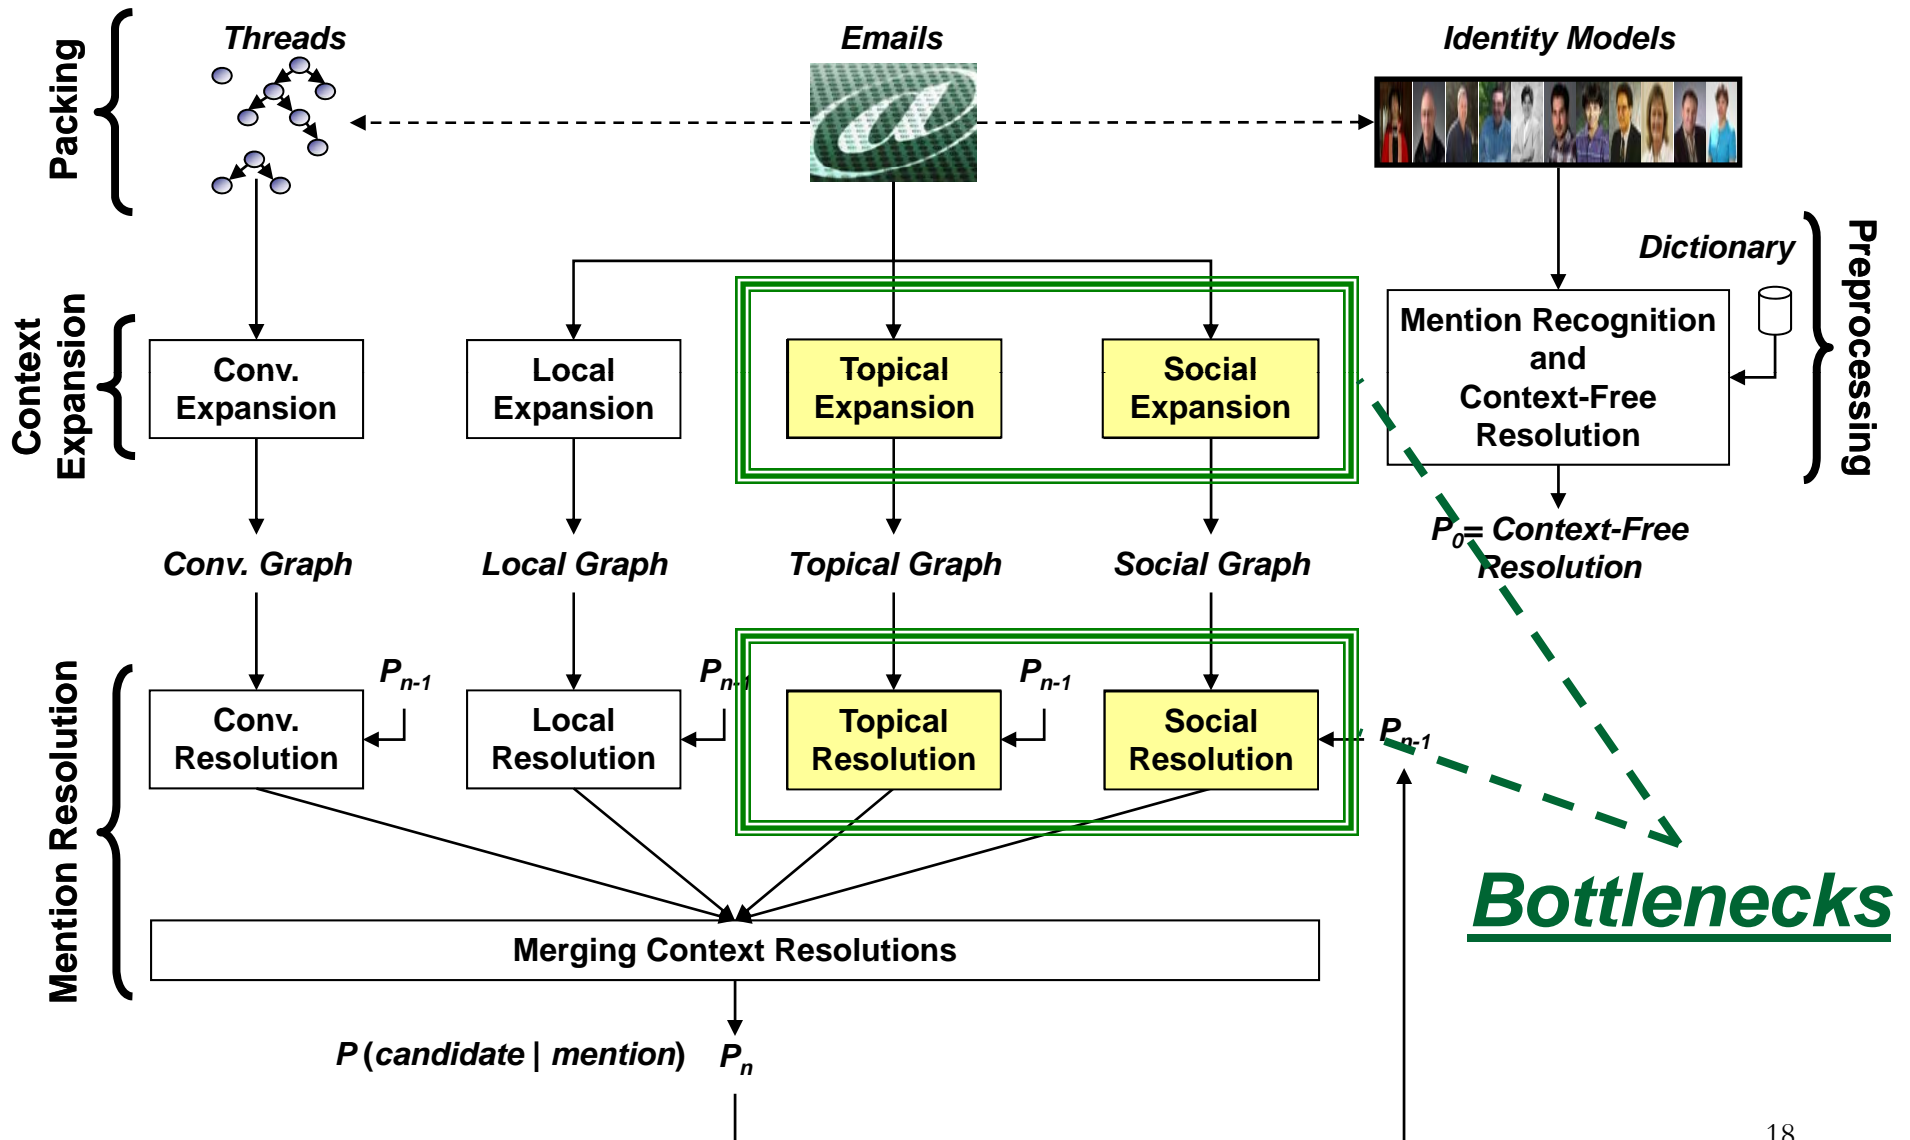 Threads
Emails
Identity Models
Packing
Dictionary
Preprocessing
Context
Expansion
Conv.
Expansion
Local
Expansion
Topical
Expansion
Social
Expansion
Mention Recognition
and
Context-Free
Resolution
P0= Context-Free
Resolution
Conv. Graph
Local Graph
Topical Graph
Social Graph
Mention Resolution
Pn-1
Pn-1
Pn-1
Pn-1
Conv.
Resolution
Local
Resolution
Topical
Resolution
Social
Resolution
Bottlenecks
Merging Context Resolutions
P (candidate | mention) Pn
18